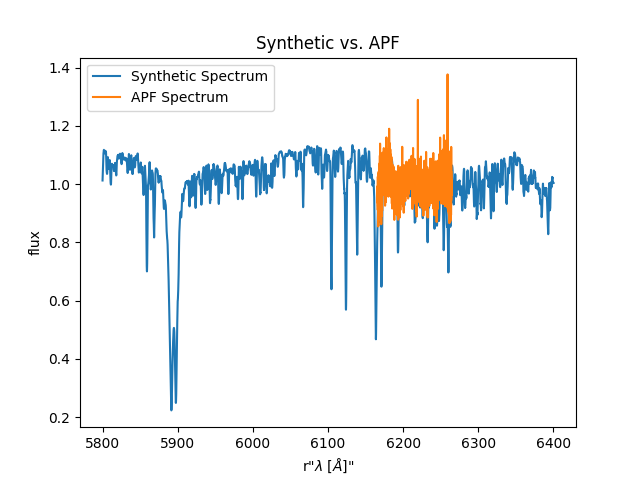 Synthetic vs. APF
Synthetic Spectrum
APF Spectrum
1.4
1.2
1.0
0.8
0.6
0.4
0.2
flux
5800 5900 6000 6100 6200 6300 6400
r"λ [Å]"